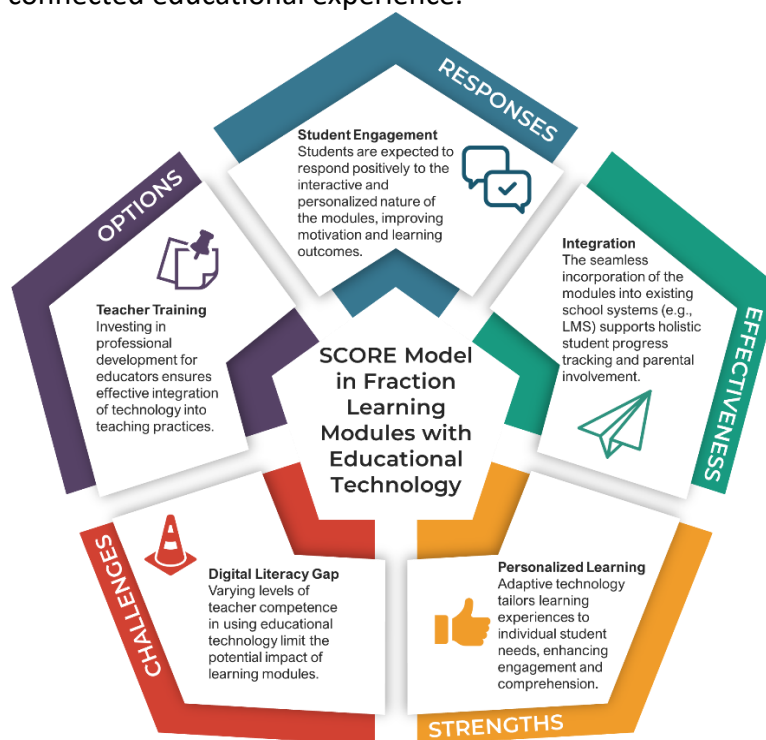 connected educational experience.
RESPONSES
Student Engagement
Students are expected to
respond positively to the
interactive and
personalized nature of
the modules, improving
motivation and learning
outcomes.
OPTIONS
Teacher Training
Investing in
professional
development for
educators ensures
effective integration
of technology into
teaching practices.
EFFECTIVENESS
Integration
The seamless
incorporation of the
modules into existing
school systems (e.g.,
LMS) supports holistic
student progress
tracking and parental
involvement.
SCORE Model
in Fraction
Learning
Modules with
Educational
Technology
CHALLENGES
Digital Literacy Gap
Varying levels of
teacher competence
in using educational
technology limit the
potential impact of
learning modules.
Personalized Learning
Adaptive technology
tailors learning
experiences to
individual student
needs, enhancing
engagement and
comprehension.
STRENGTHS